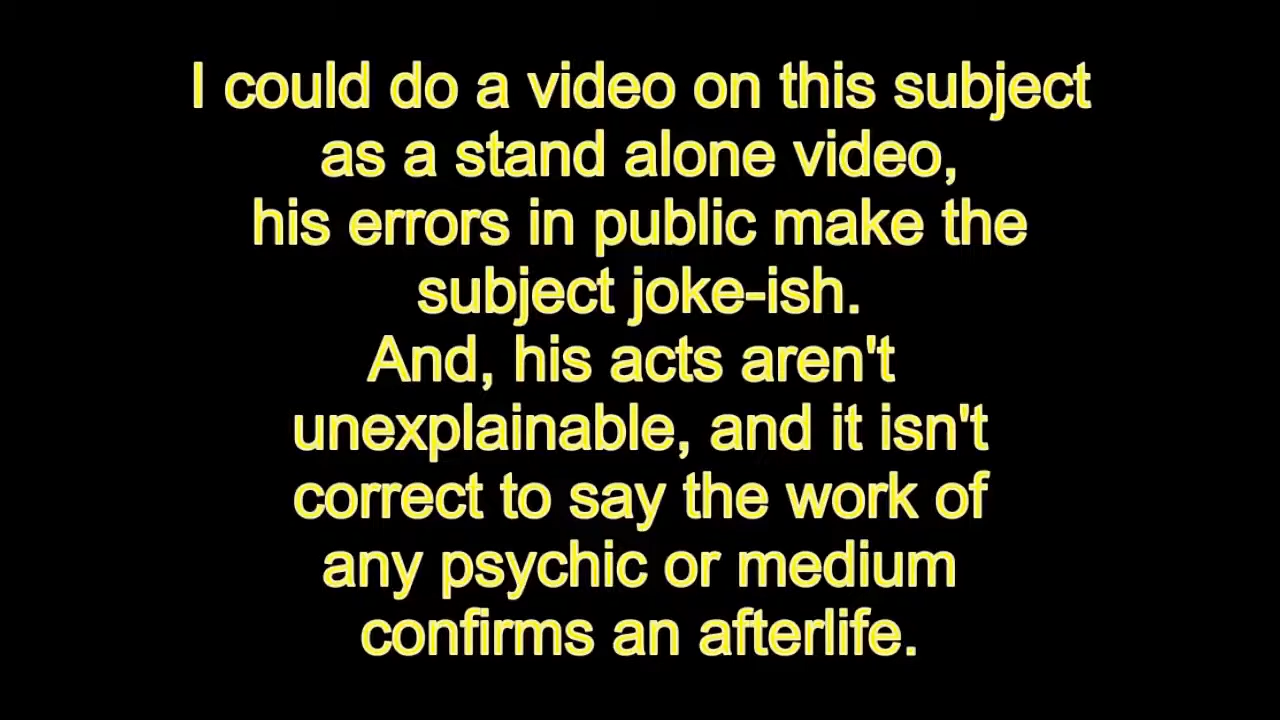 I could do a video on this subject
as a stand alone video,
his errors in public make the
subject joke-ish.
And, his acts aren't
unexplainable, and it isn't
correct to say the work of
any psychic or medium
confirms an afterlife.